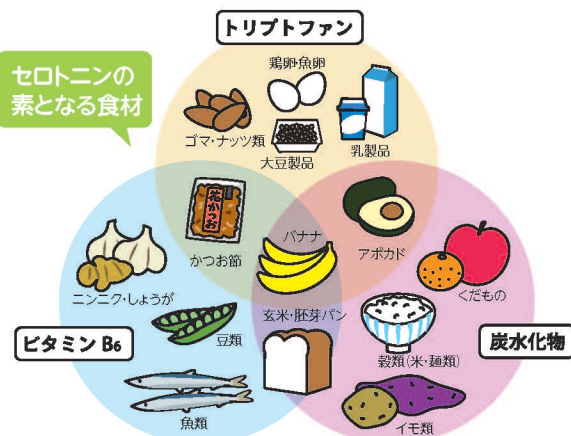 トリプトファン
セロトニンの
素となる食材
鶏卵・魚卵
ゴマ・ナッツ類
大豆製品
乳製品
花かつお
かつお節
バナナ
アボカド
ニンニク・しょうが
くだもの
豆類
玄米・胚芽パン
ビタミン B₆
穀類(米・麺類)
炭水化物
魚類
イモ類